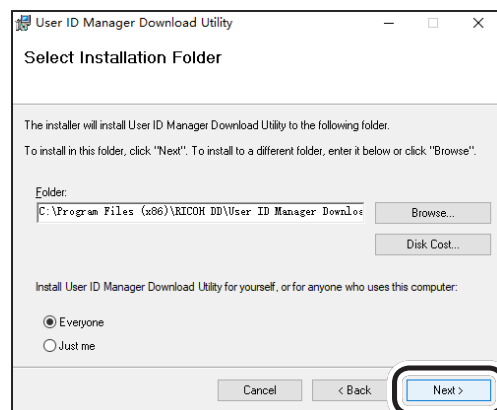 User ID Manager Download Utility
Select Installation Folder
The installer will install User ID Manager Download Utility to the following folder.
To install in this folder, click "Next". To install to a different folder, enter it below or click "Browse".
Folder:
C:\Program Files (x86)\RICOH DD\User ID Manager Downloa
Browse...
Disk Cost...
Install User ID Manager Download Utility for yourself, or for anyone who uses this computer:
Everyone
Just me
Cancel
< Back
Next >